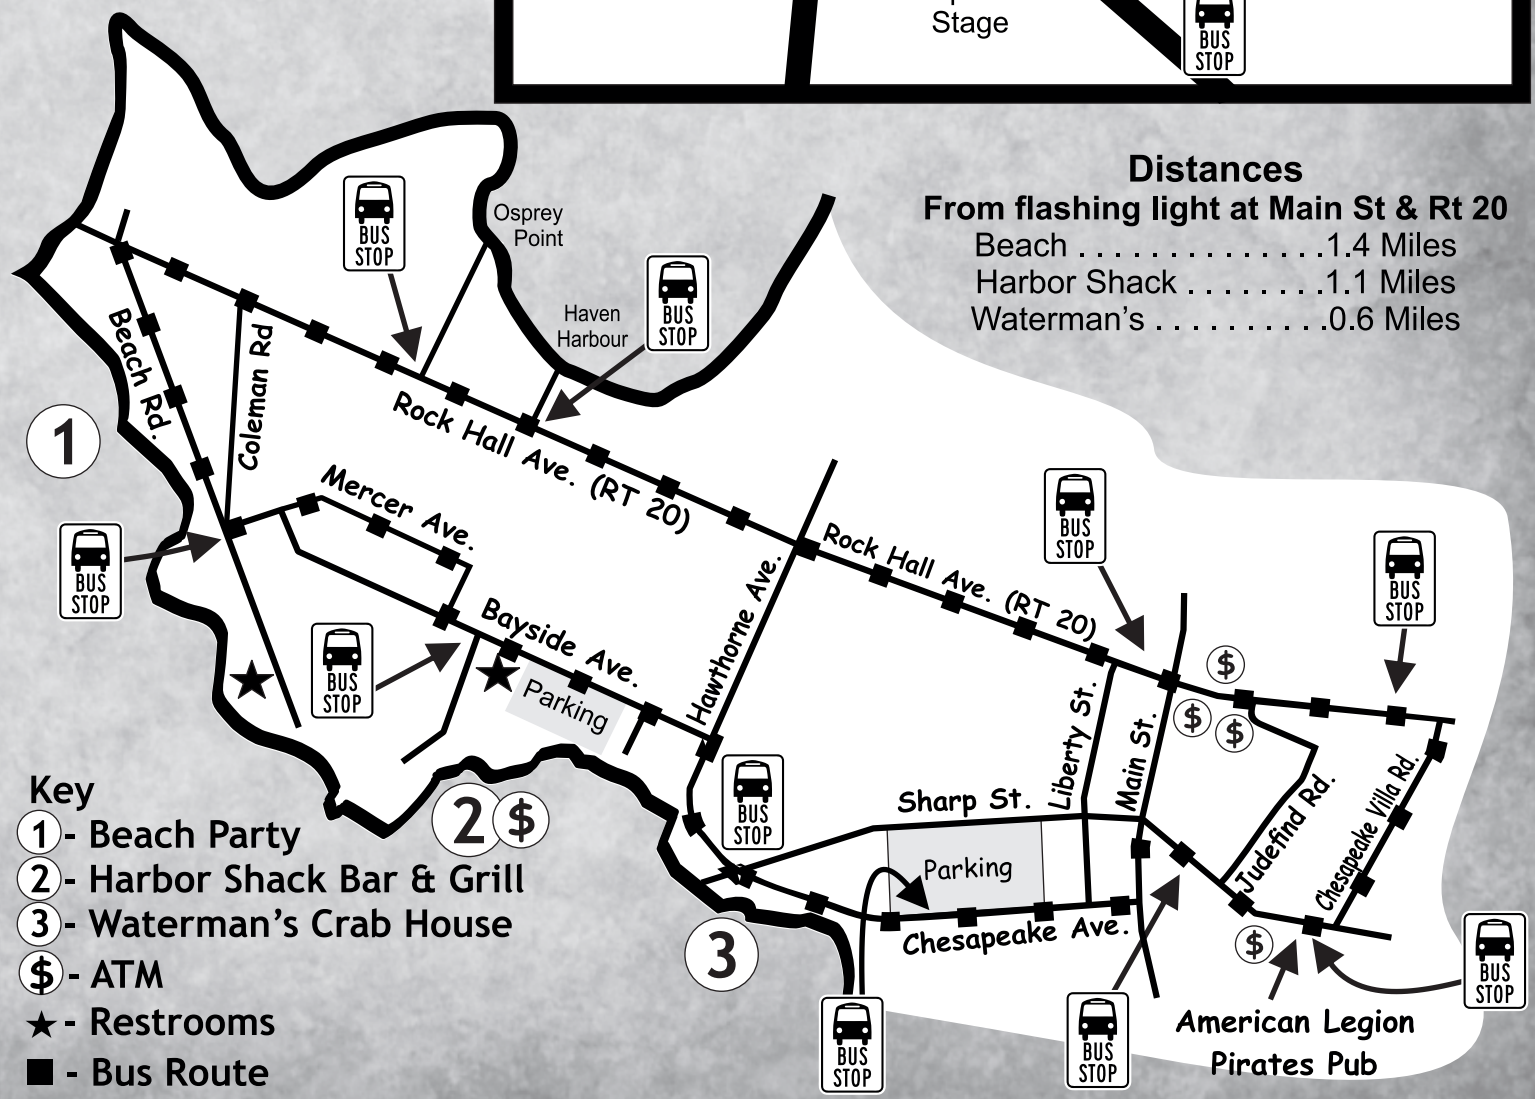 Stage
BUS
STOP
Distances
From flashing light at Main St & Rt 20
Beach . . . . . . . . . . . . . .1.4 Miles
Harbor Shack . . . . . . . .1.1 Miles
Waterman's . . . . . . . . . .0.6 Miles
BUS
STOP
Osprey
Point
BUS
STOP
Haven
Harbour
Beach Rd.
Coleman Rd
Rock Hall Ave. (RT 20)
1
Mercer Ave.
BUS
STOP
BUS
STOP
Rock Hall Ave. (RT 20)
BUS
STOP
Hawthorne Ave.
Bayside Ave.
BUS
STOP
Parking
$
$
$
Liberty St.
Main St.
BUS
STOP
Sharp St.
Judefind Rd.
Chesapeake Villa Rd.
2
$
Parking
Chesapeake Ave.
3
$
BUS
STOP
BUS
STOP
BUS
STOP
American Legion
Pirates Pub
Key
1 - Beach Party
2 - Harbor Shack Bar & Grill
3 - Waterman's Crab House
$ - ATM
★ - Restrooms
■ - Bus Route